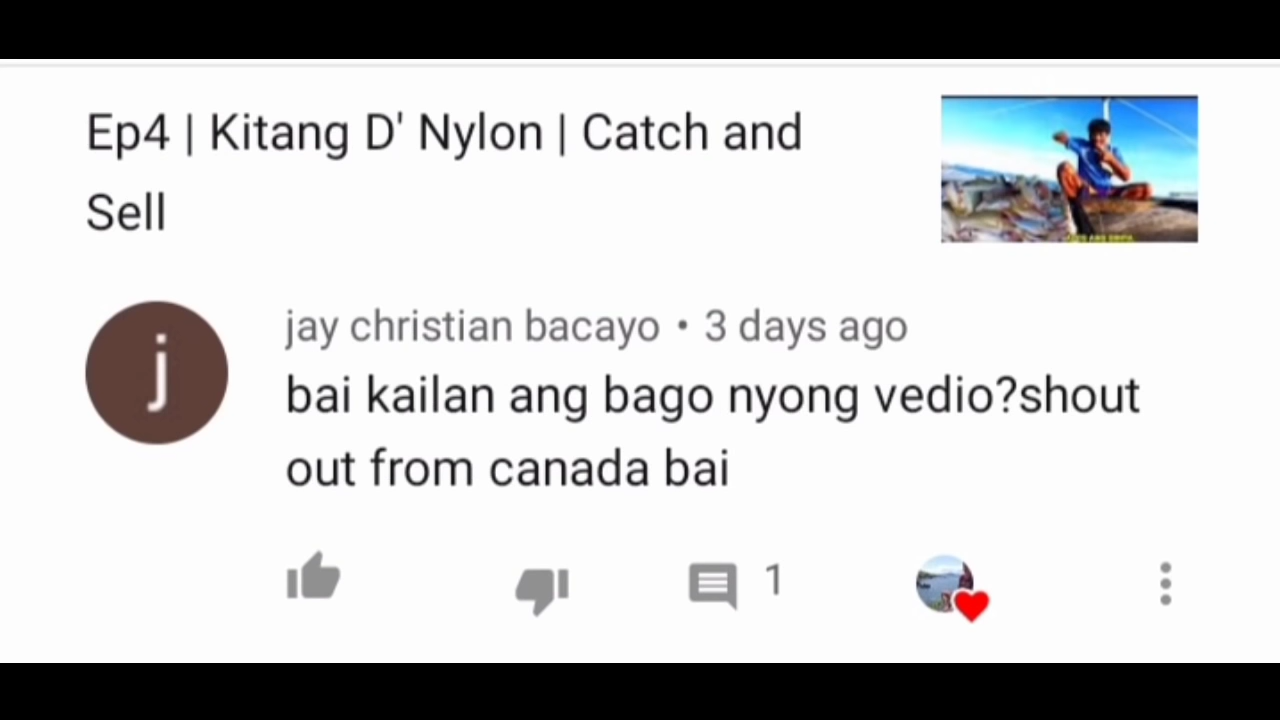 Ep4 | Kitang D' Nylon | Catch and
Sell
j
jay christian bacayo • 3 days ago
bai kailan ang bago nyong vedio?shout
out from canada bai
1